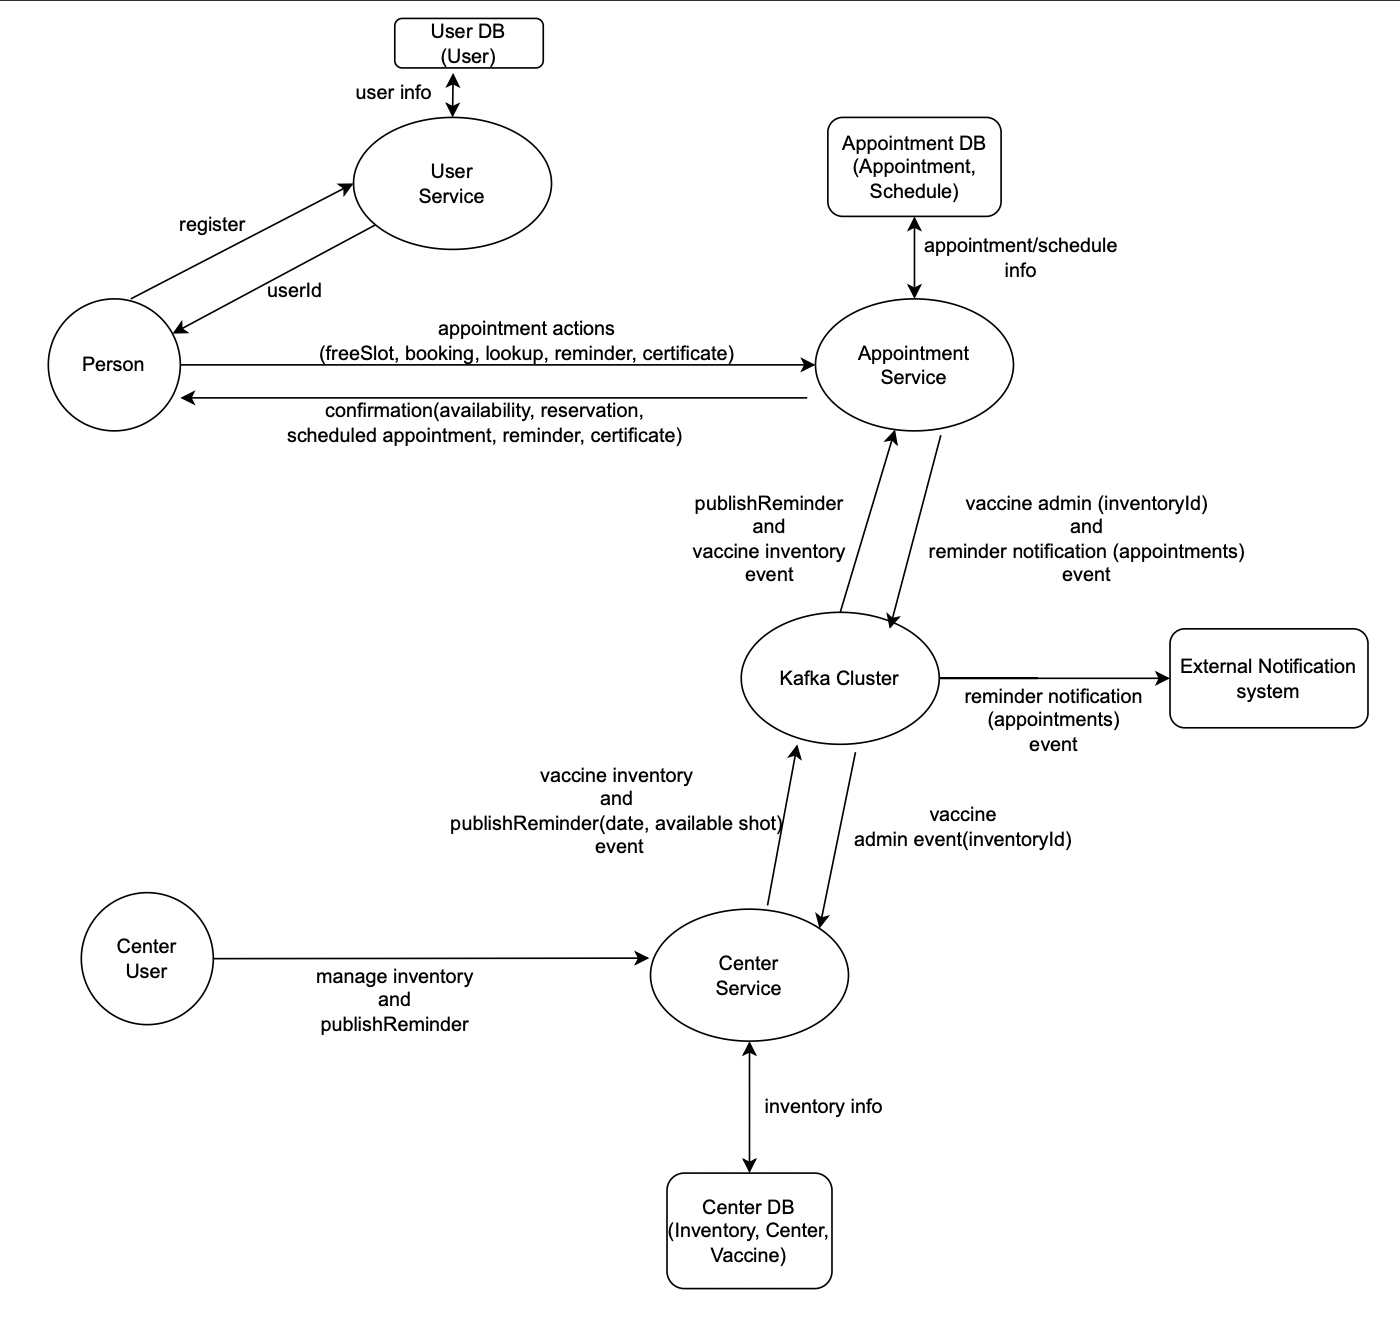 User DB
(User)
user info
User
Service
Appointment DB
(Appointment,
Schedule)
register
appointment/schedule
info
userId
Person
appointment actions
(freeSlot, booking, lookup, reminder, certificate)
Appointment
Service
confirmation(availability, reservation,
scheduled appointment, reminder, certificate)
publishReminder
and
vaccine inventory
event
vaccine admin (inventoryId)
and
reminder notification (appointments)
event
Kafka Cluster
External Notification
system
reminder notification
(appointments)
event
vaccine inventory
and
publishReminder(date, available shot)
event
vaccine
admin event(inventoryId)
Center
User
manage inventory
and
publishReminder
Center
Service
inventory info
Center DB
(Inventory, Center,
Vaccine)